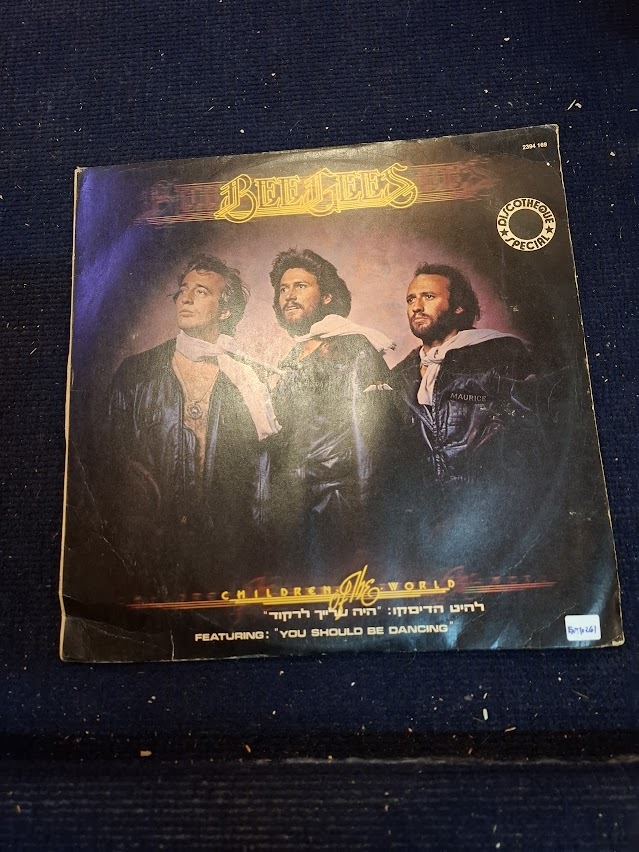 2394 169
BEE GEES
DISCOTHEQUE SPECIAL
MAURICE
CHILDREN Of The WORLD
להיט הדיסקו: "היה עלייך לרקוד"
FEATURING: "YOU SHOULD BE DANCING"